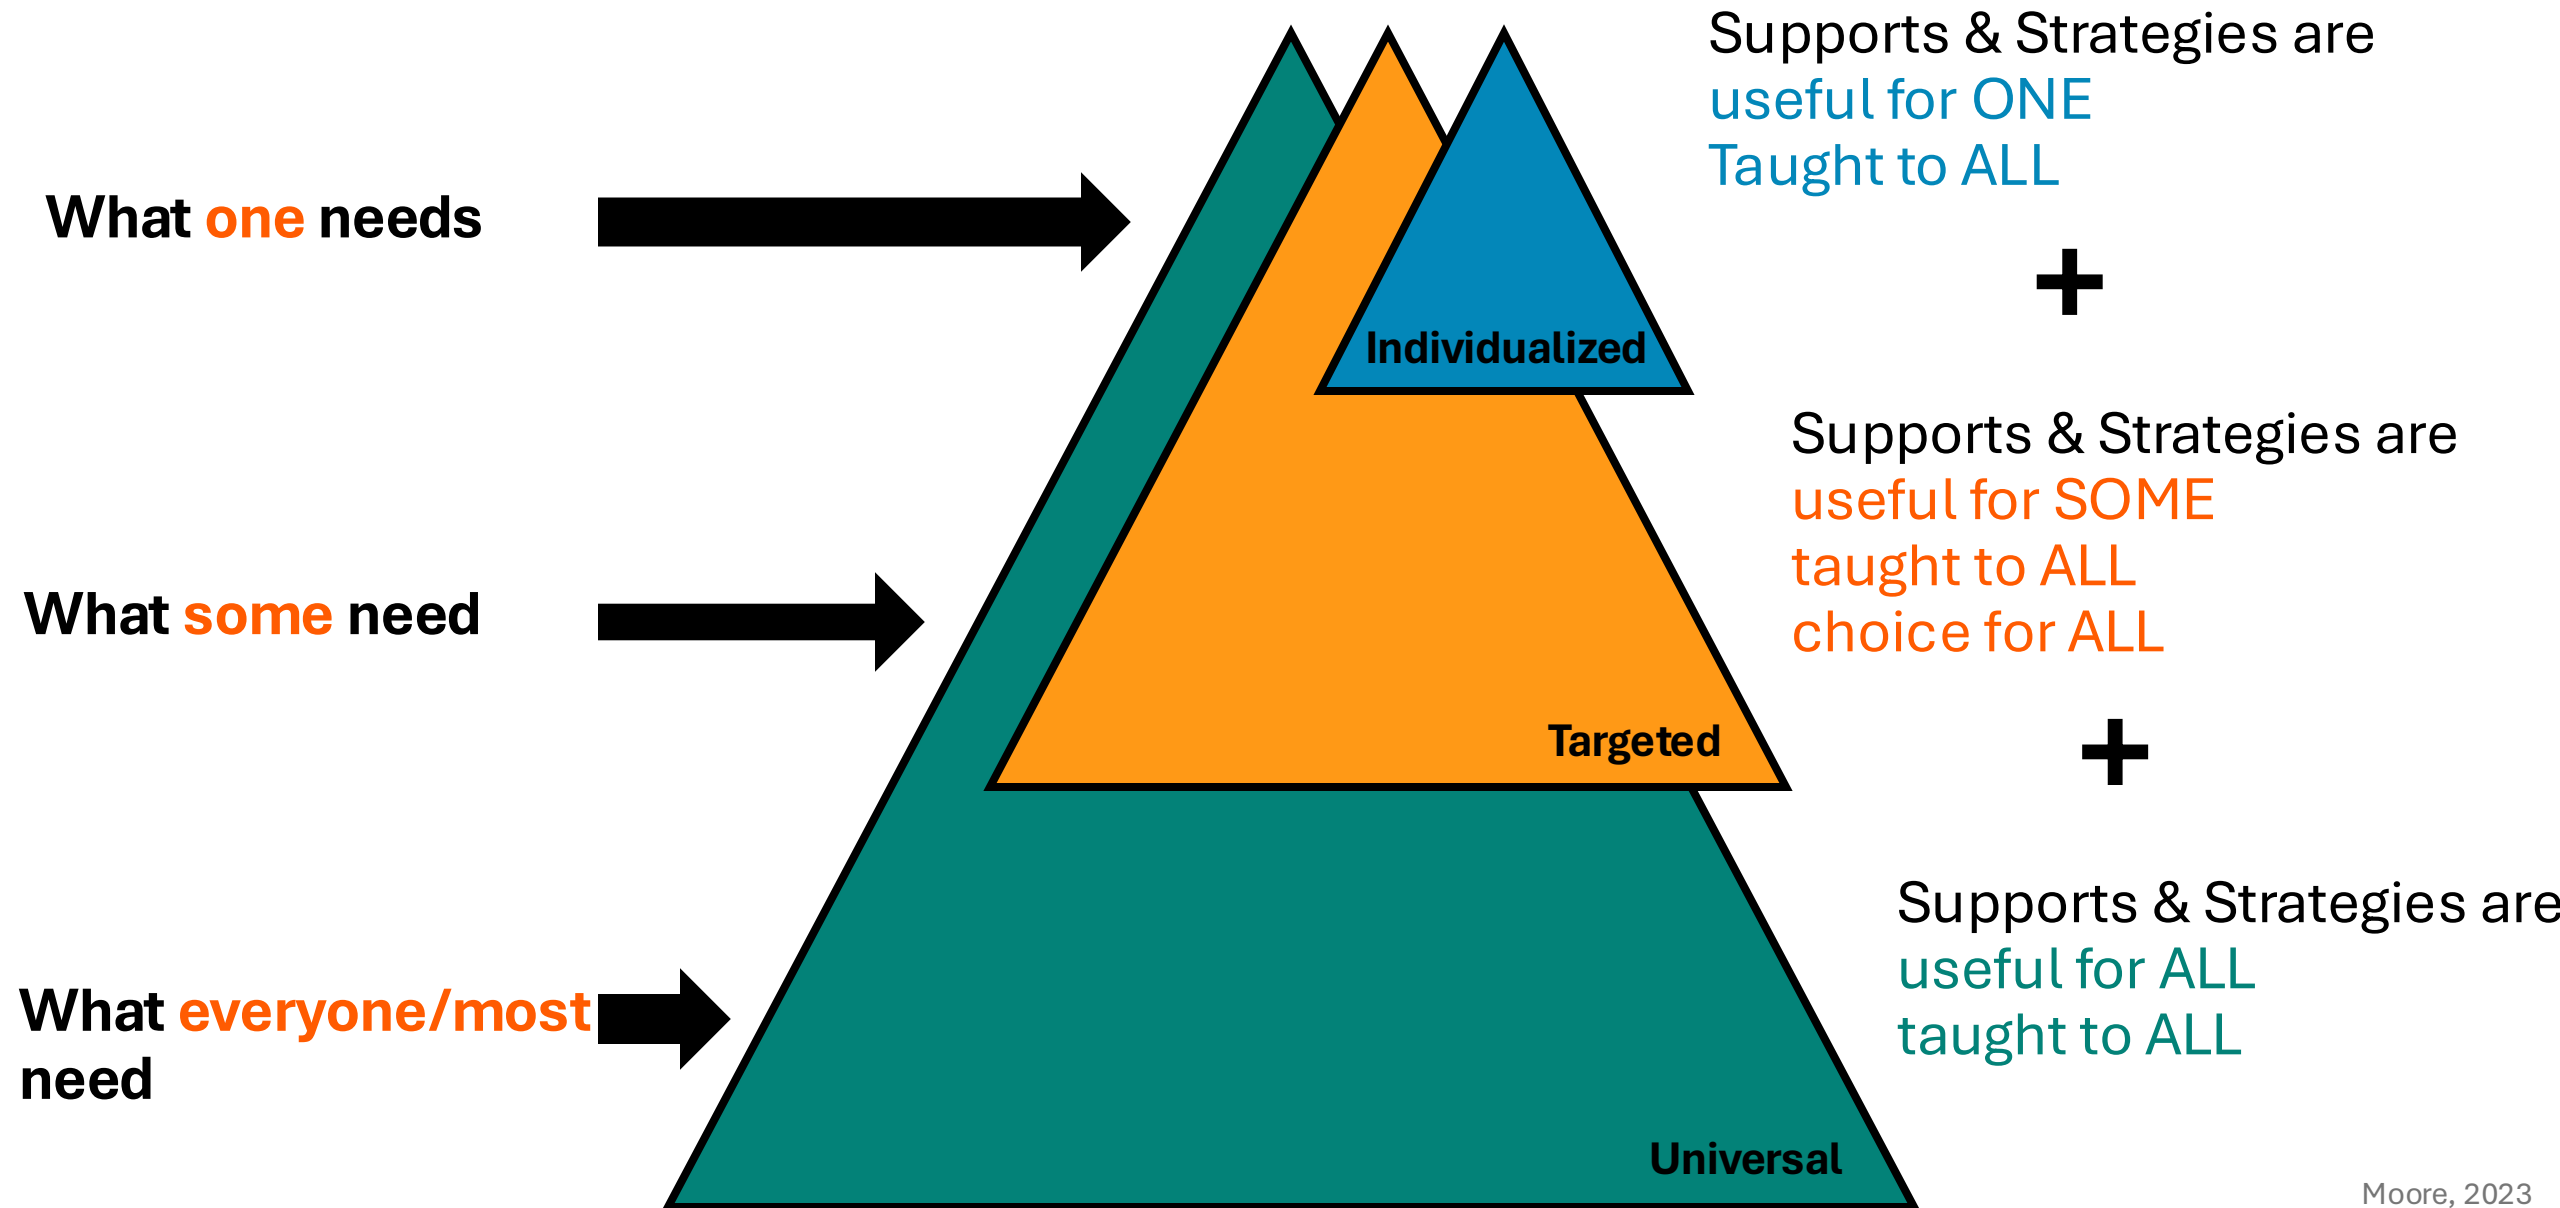 Supports & Strategies are
useful for ONE
Taught to ALL
What one needs
+
Individualized
Supports & Strategies are
useful for SOME
taught to ALL
choice for ALL
What some need
Targeted
+
Supports & Strategies are
useful for ALL
taught to ALL
What everyone/most
need
Universal
Moore, 2023